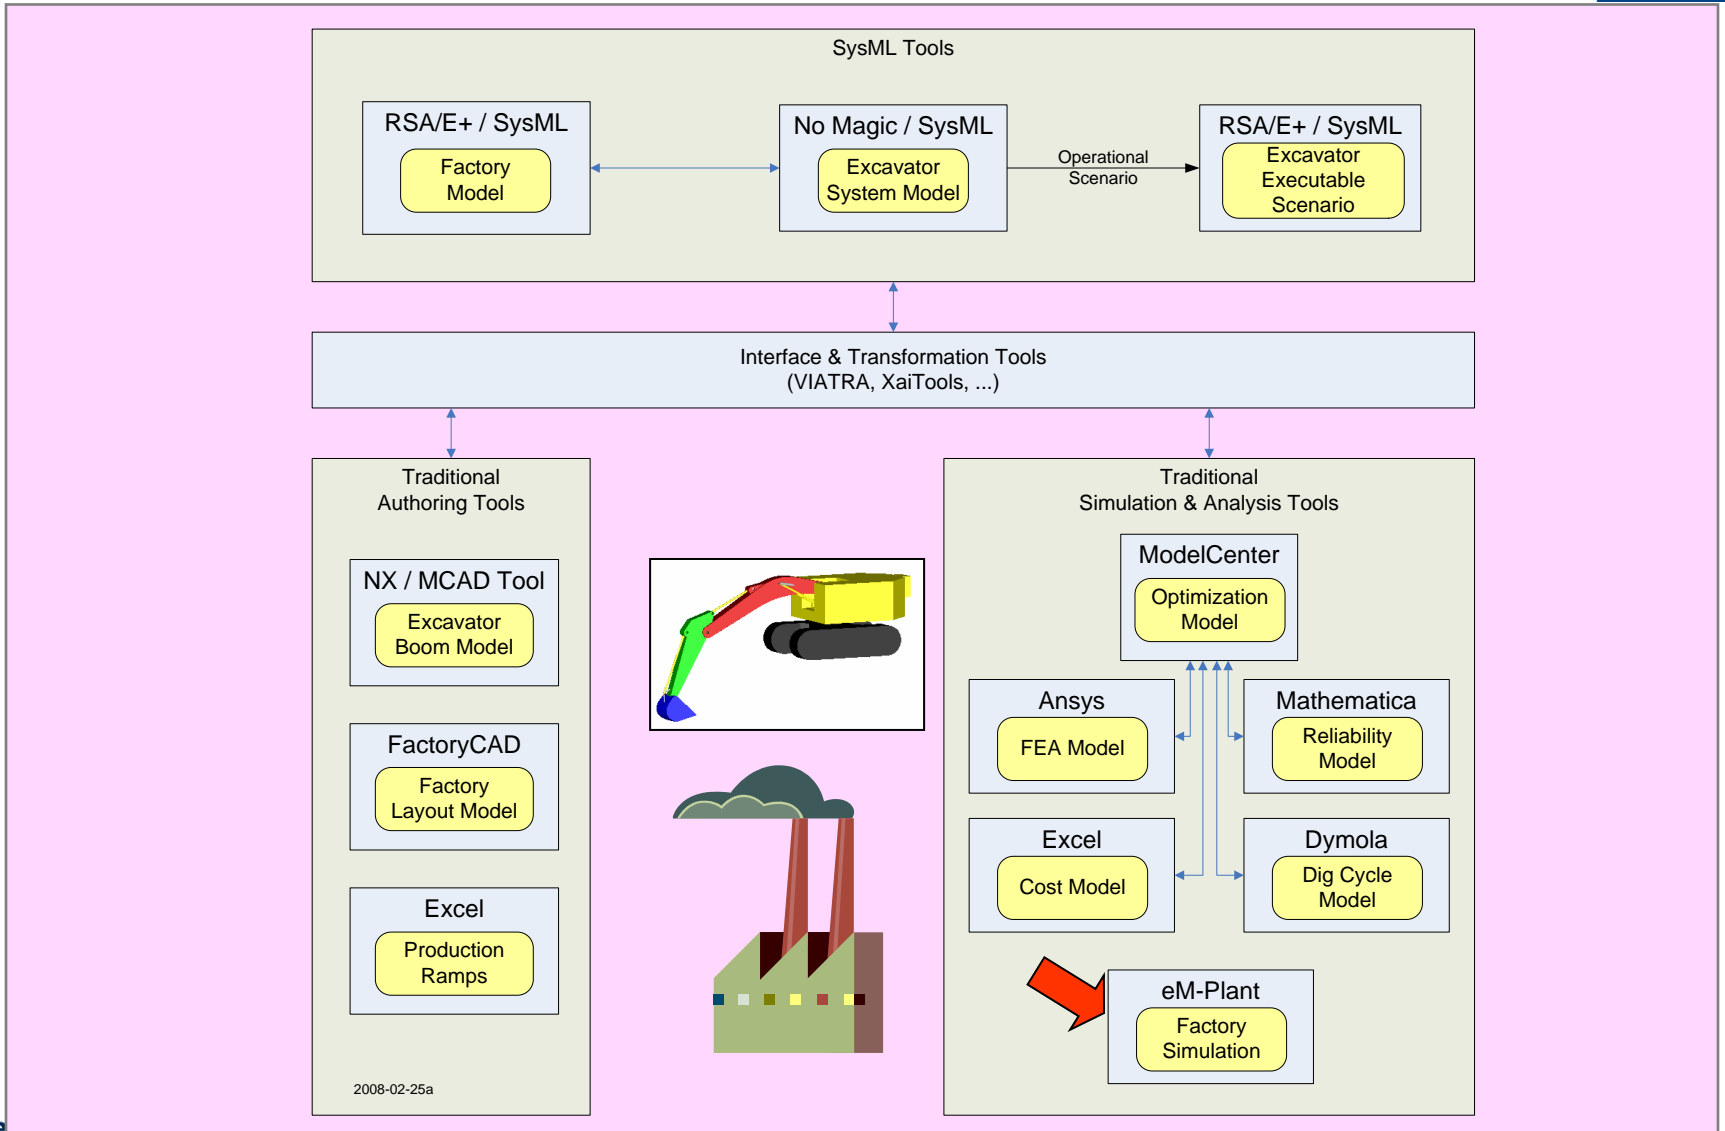 SysML Tools
RSA/E+ / SysML
Factory
Model
No Magic / SysML
Excavator
System Model
Operational
Scenario
RSA/E+ / SysML
Excavator
Executable
Scenario
Interface & Transformation Tools
(VIATRA, XaiTools, ...)
Traditional
Authoring Tools
NX / MCAD Tool
Excavator
Boom Model
FactoryCAD
Factory
Layout Model
Excel
Production
Ramps
2008-02-25a
Traditional
Simulation & Analysis Tools
ModelCenter
Optimization
Model
Ansys
FEA Model
Mathematica
Reliability
Model
Excel
Cost Model
Dymola
Dig Cycle
Model
eM-Plant
Factory
Simulation